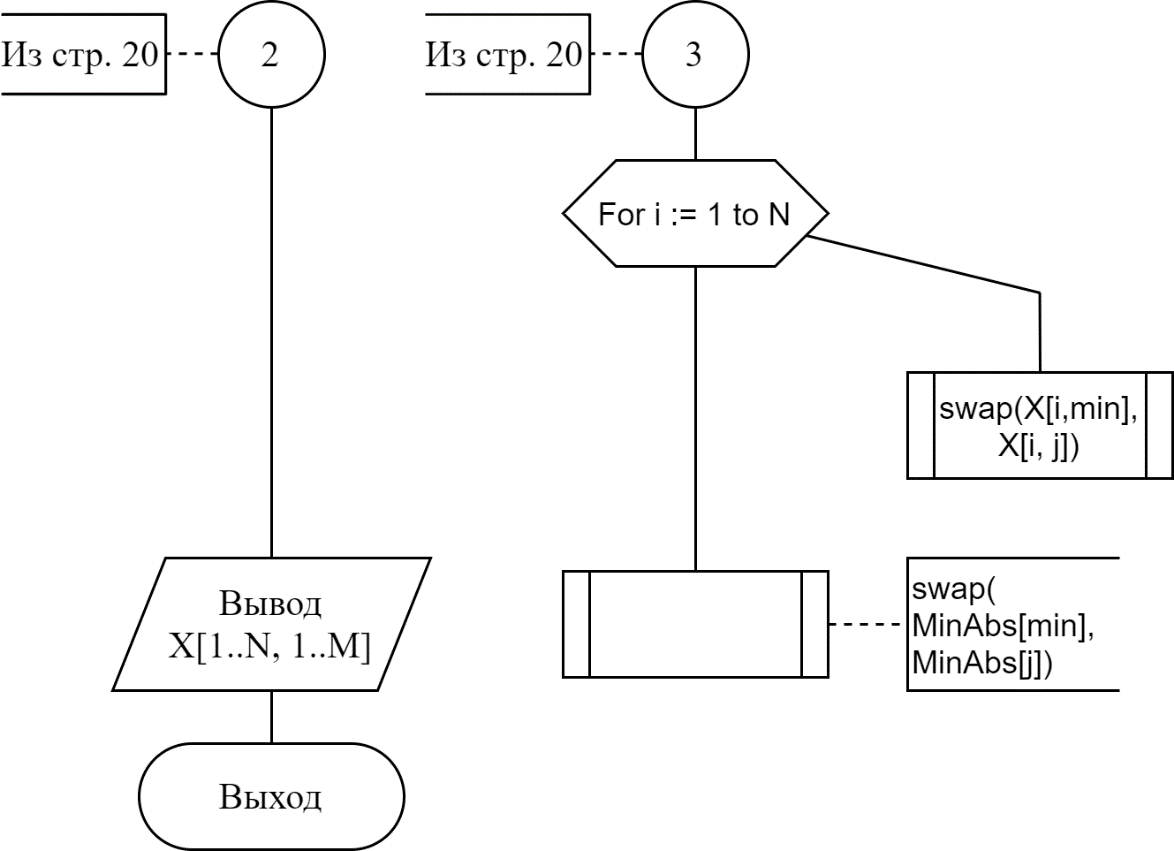 Из стр. 20
2
Из стр. 20
3
For i := 1 to N
swap(X[i,min],
X[i, j])
Вывод
X[1..N, 1..M]
swap(
MinAbs[min],
MinAbs[j])
Выход